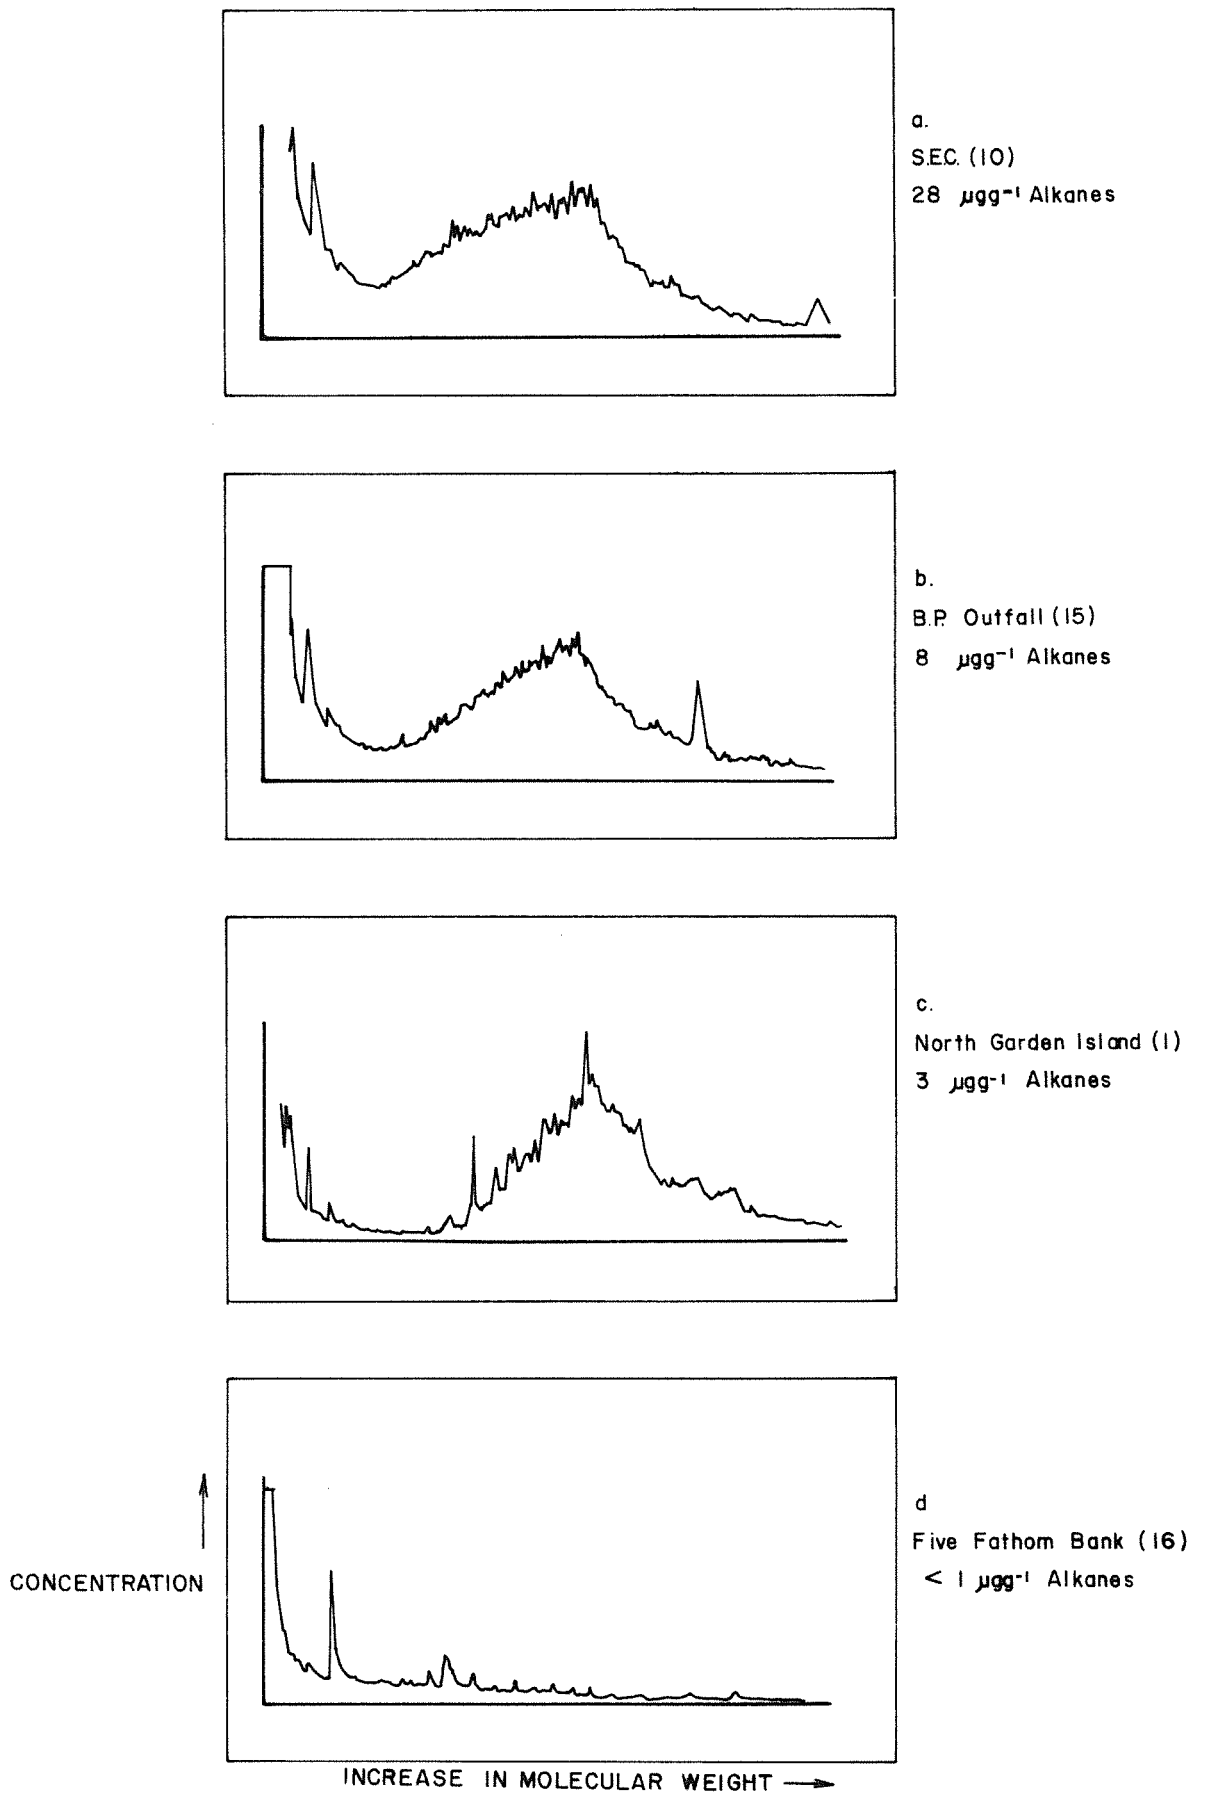 a.
S.E.C. (10)
28 µgg⁻¹ Alkanes
b.
B.P. Outfall (15)
8 µgg⁻¹ Alkanes
c.
North Garden Island (1)
3 µgg⁻¹ Alkanes
d
Five Fathom Bank (16)
< 1 µgg⁻¹ Alkanes
CONCENTRATION
INCREASE IN MOLECULAR WEIGHT